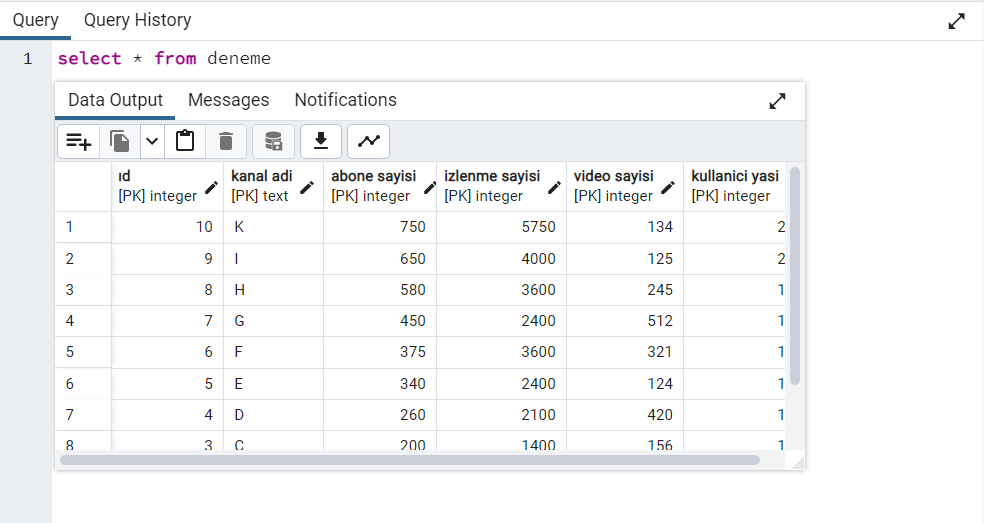 Query Query History
1 select * from deneme
Data Output Messages Notifications
ıd kanal adi abone sayisi izlenme sayisi video sayisi kullanici yasi
[PK] integer [PK] text [PK] integer [PK] integer [PK] integer [PK] integer
1 10 K 750 5750 134 2
2 9 I 650 4000 125 2
3 8 H 580 3600 245 1
4 7 G 450 2400 512 1
5 6 F 375 3600 321 1
6 5 E 340 2400 124 1
7 4 D 260 2100 420 1
8 3 C 200 1400 156 1